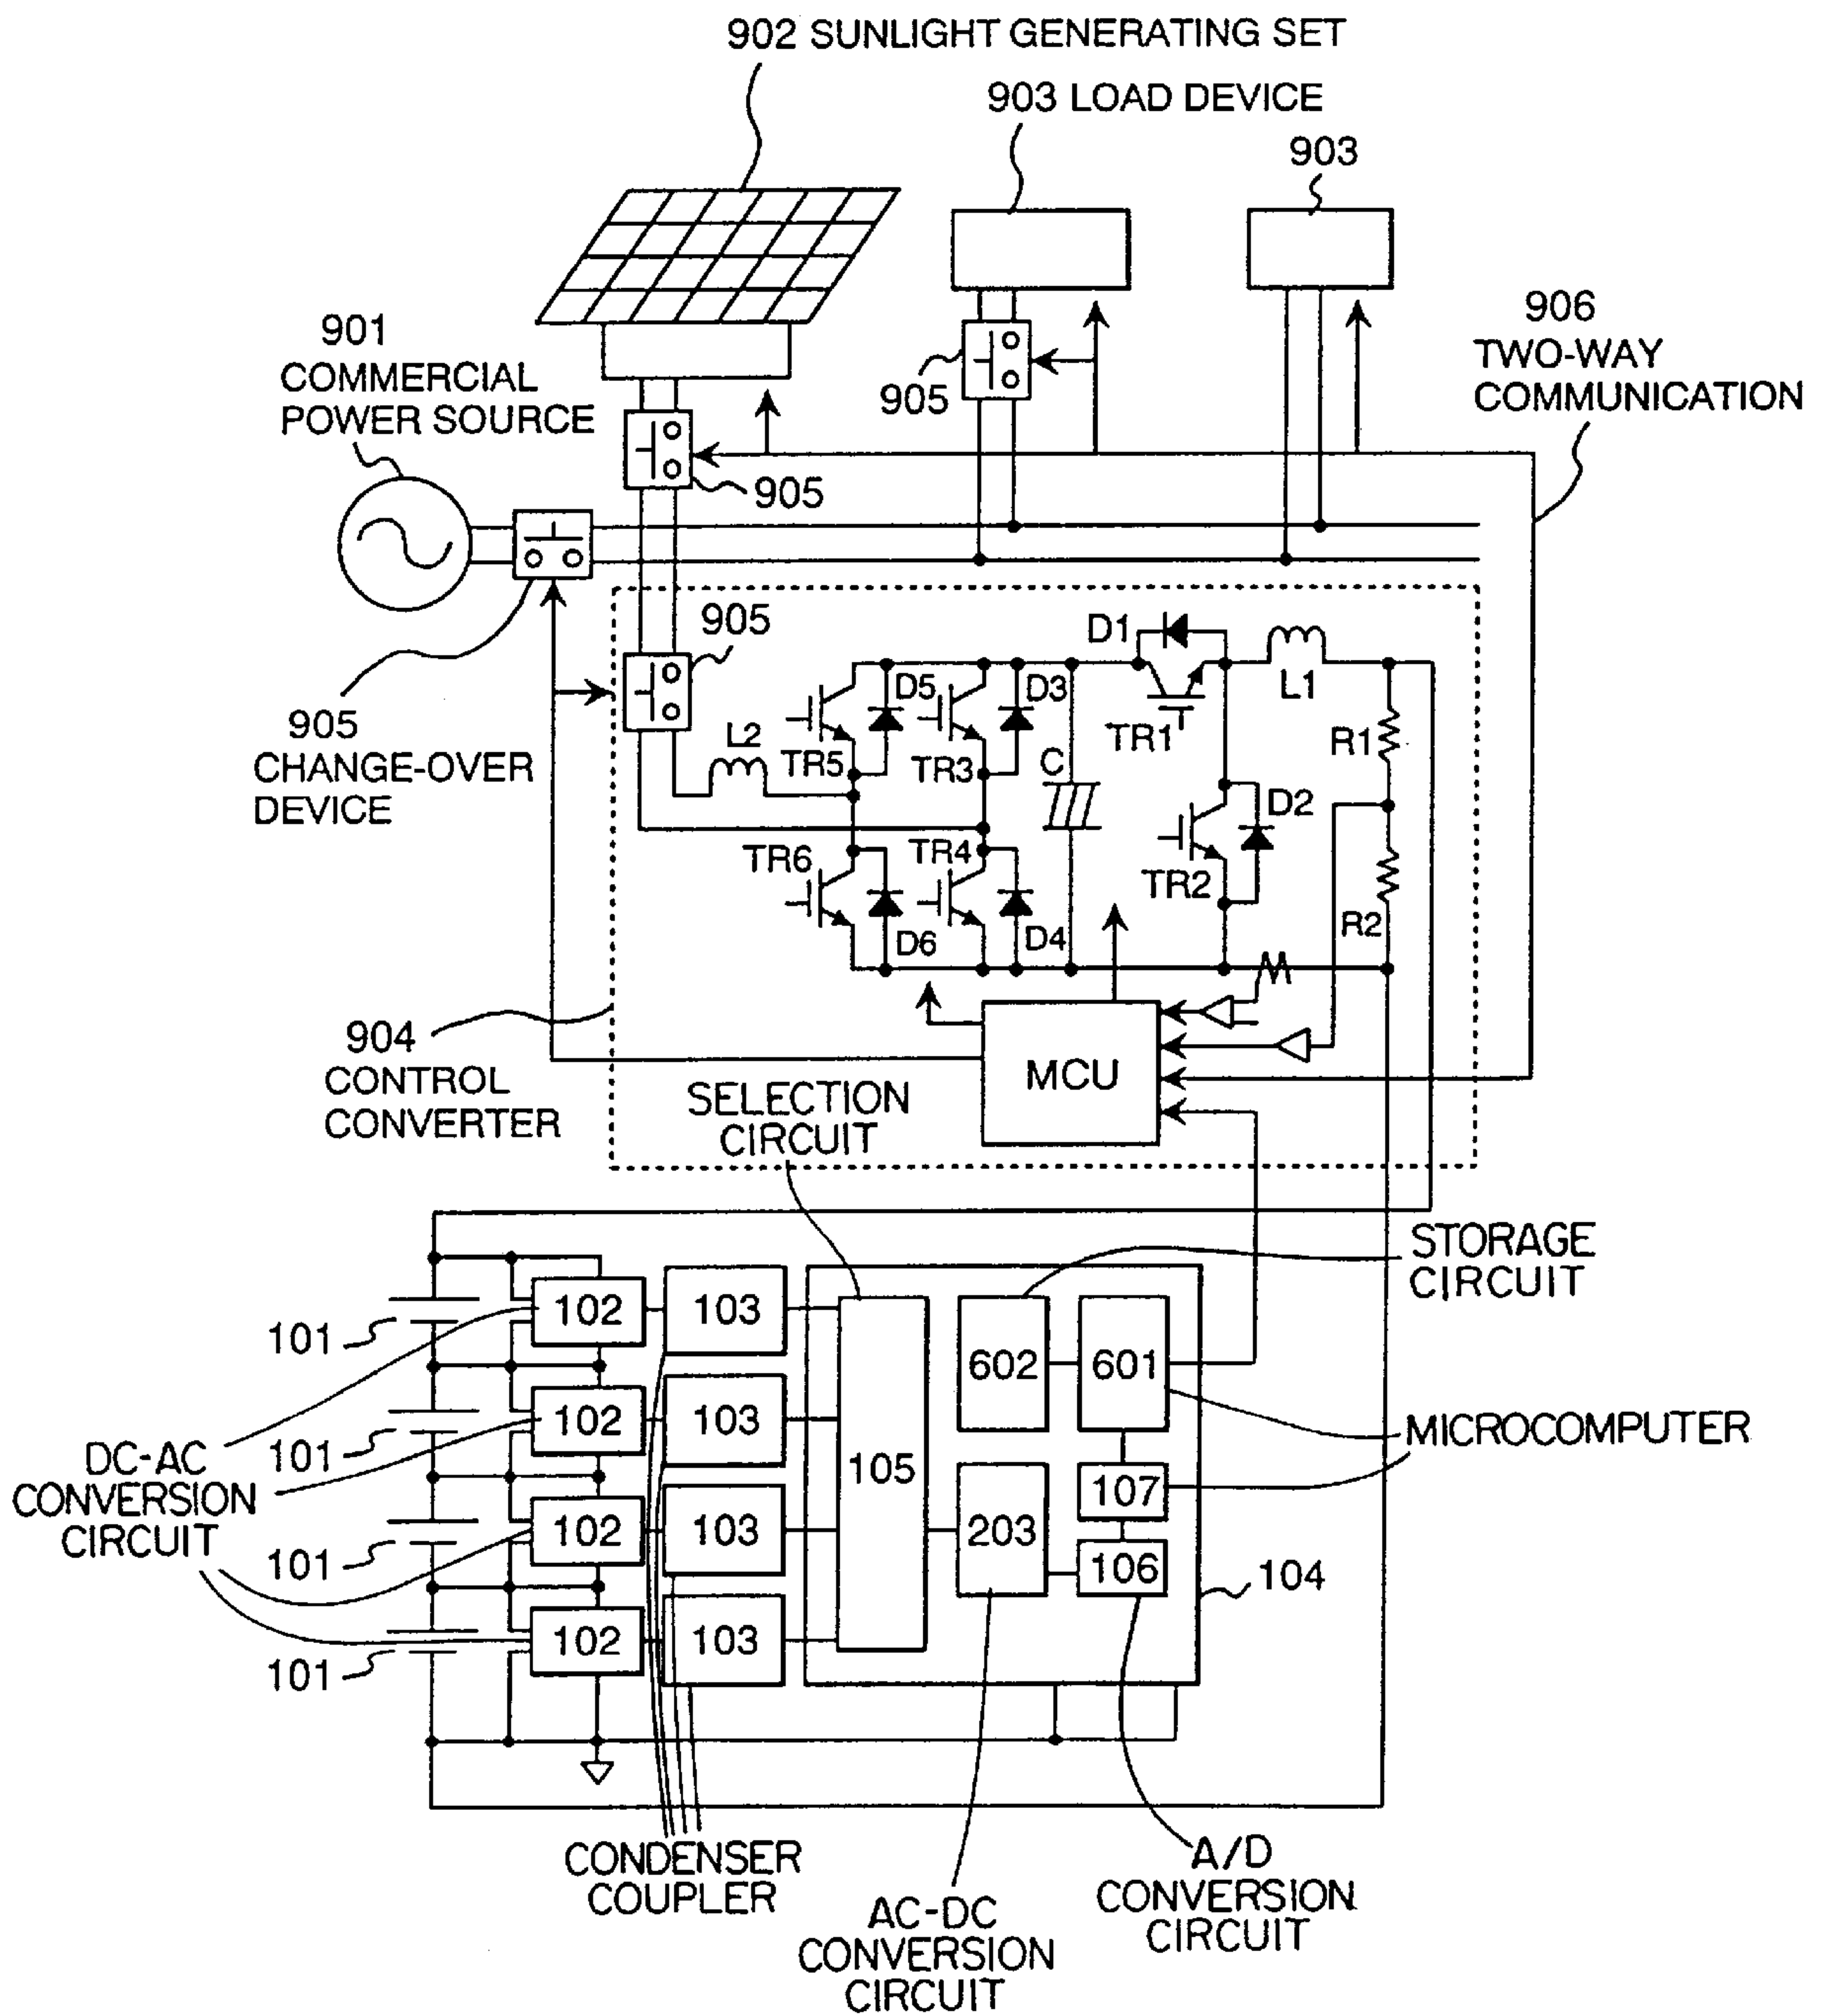 902 SUNLIGHT GENERATING SET
903 LOAD DEVICE
903
906
TWO-WAY
COMMUNICATION
901
COMMERCIAL
POWER SOURCE
905
905
905
905
CHANGE-OVER
DEVICE
D1
L1
D5
D3
TR1
R1
L2
TR5
TR3
C
D2
TR6
TR4
TR2
R2
D6
D4
904
CONTROL
CONVERTER
MCU
SELECTION
CIRCUIT
STORAGE
CIRCUIT
101
102
103
602
601
101
102
103
MICROCOMPUTER
DC-AC
CONVERSION
CIRCUIT
105
107
101
102
103
203
106
104
101
102
103
CONDENSER
COUPLER
A/D
CONVERSION
CIRCUIT
AC-DC
CONVERSION
CIRCUIT